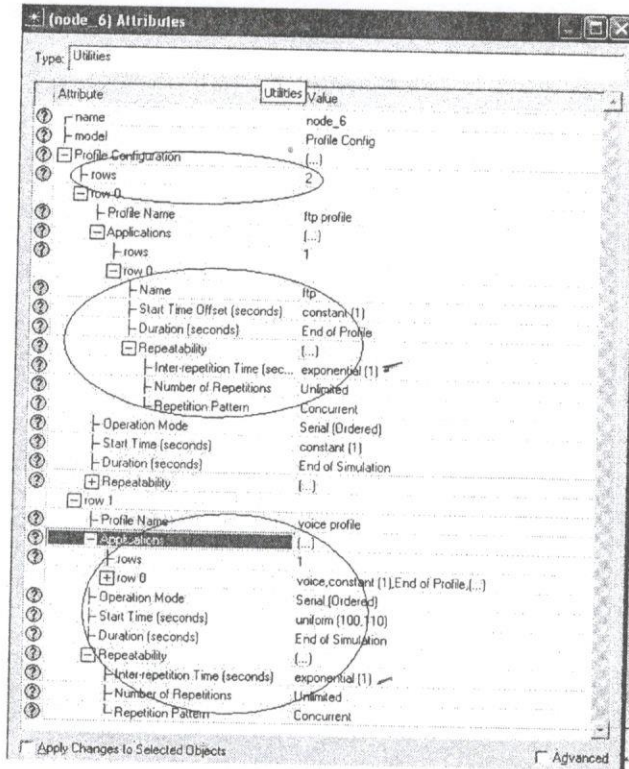 (node_6) Attributes
Type: Utilities
Attribute Utilities Value
name node_6
model Profile Config
Profile Configuration (...)
rows 2
row 0
Profile Name ftp profile
Applications (...)
rows 1
row 0
Name ftp
Start Time Offset (seconds) constant (1)
Duration (seconds) End of Profile
Repeatability (...)
Inter-repetition Time (sec... exponential (1)
Number of Repetitions Unlimited
Repetition Pattern Concurrent
Operation Mode Serial (Ordered)
Start Time (seconds) constant (1)
Duration (seconds) End of Simulation
Repeatability (...)
row 1
Profile Name voice profile
Applications (...)
rows 1
row 0 voice,constant (1),End of Profile,(...)
Operation Mode Serial (Ordered)
Start Time (seconds) uniform (100,110)
Duration (seconds) End of Simulation
Repeatability (...)
Inter-repetition Time (seconds) exponential (1)
Number of Repetitions Unlimited
Repetition Pattern Concurrent
Apply Changes to Selected Objects Advanced